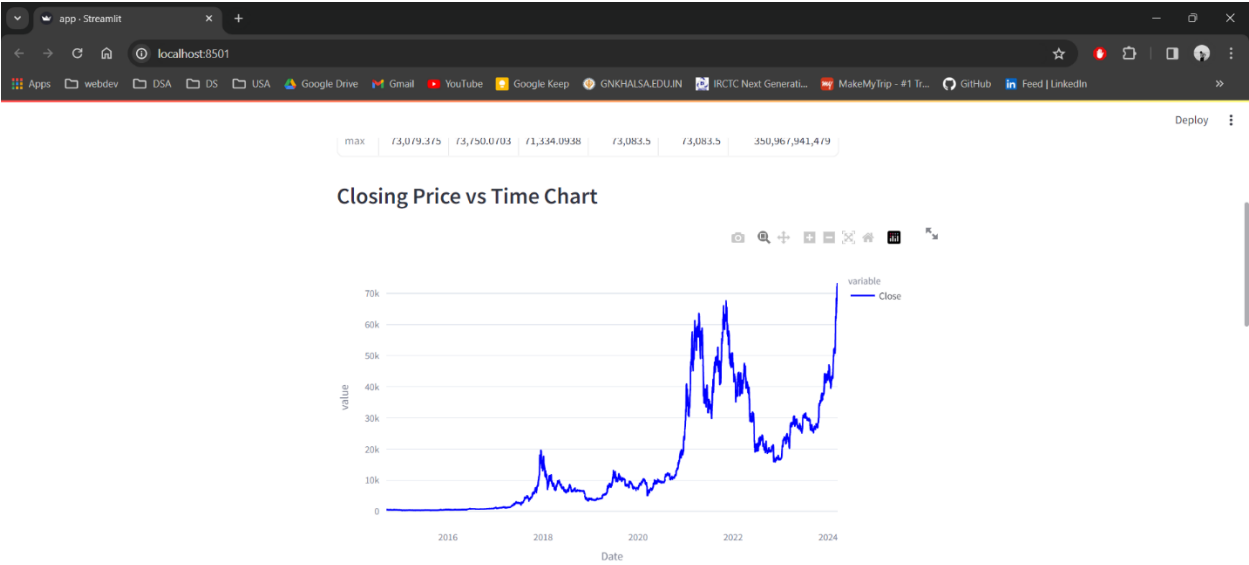 app · Streamlit
localhost:8501
Apps webdev DSA DS USA Google Drive Gmail YouTube Google Keep GNKHALSA.EDU.IN IRCTC Next Generati... MakeMyTrip - #1 Tr... GitHub Feed | LinkedIn
Deploy
max 73,079.375 73,750.0703 71,334.0938 73,083.5 73,083.5 350,967,941,479
Closing Price vs Time Chart
variable
Close
70k
60k
50k
40k
30k
20k
10k
0
value
2016 2018 2020 2022 2024
Date